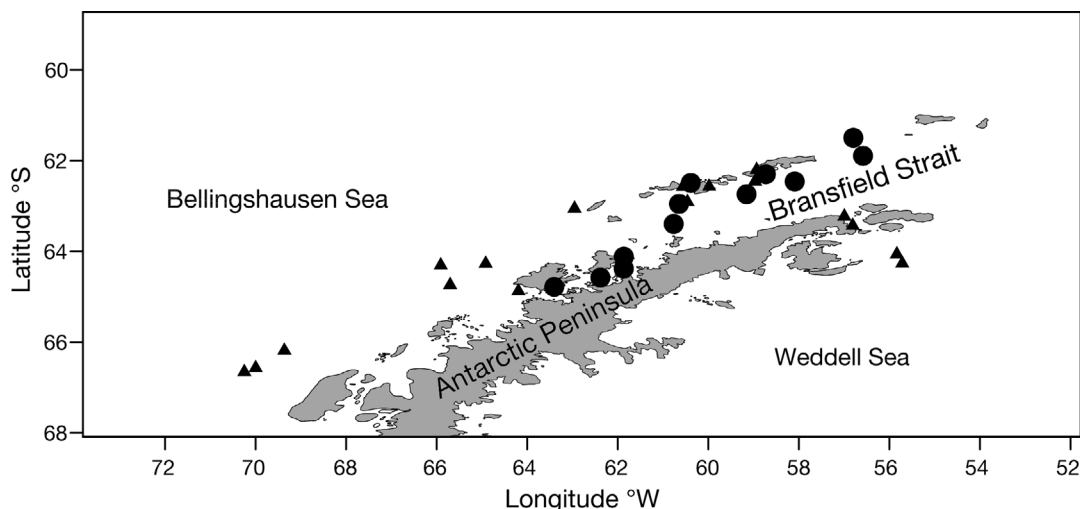 60
62
64
66
68
Latitude °S
Bellingshausen Sea
Bransfield Strait
Antarctic Peninsula
Weddell Sea
72 70 68 66 64 62 60 58 56 54 52
Longitude °W